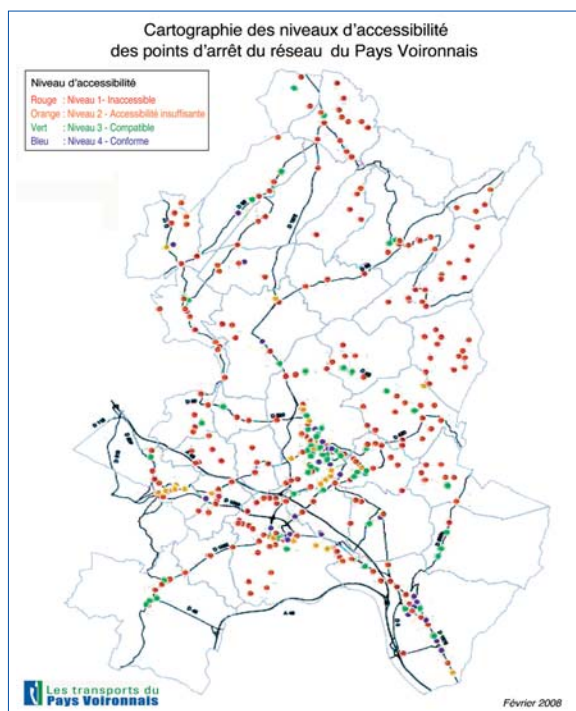 Cartographie des niveaux d'accessibilité
des points d'arrêt du réseau du Pays Voironnais
Niveau d'accessibilité
Rouge : Niveau 1- Inaccessible
Orange : Niveau 2 - Accessibilité insuffisante
Vert : Niveau 3 - Compatible
Bleu : Niveau 4 - Conforme
Les transports du
Pays Voironnais
Février 2008